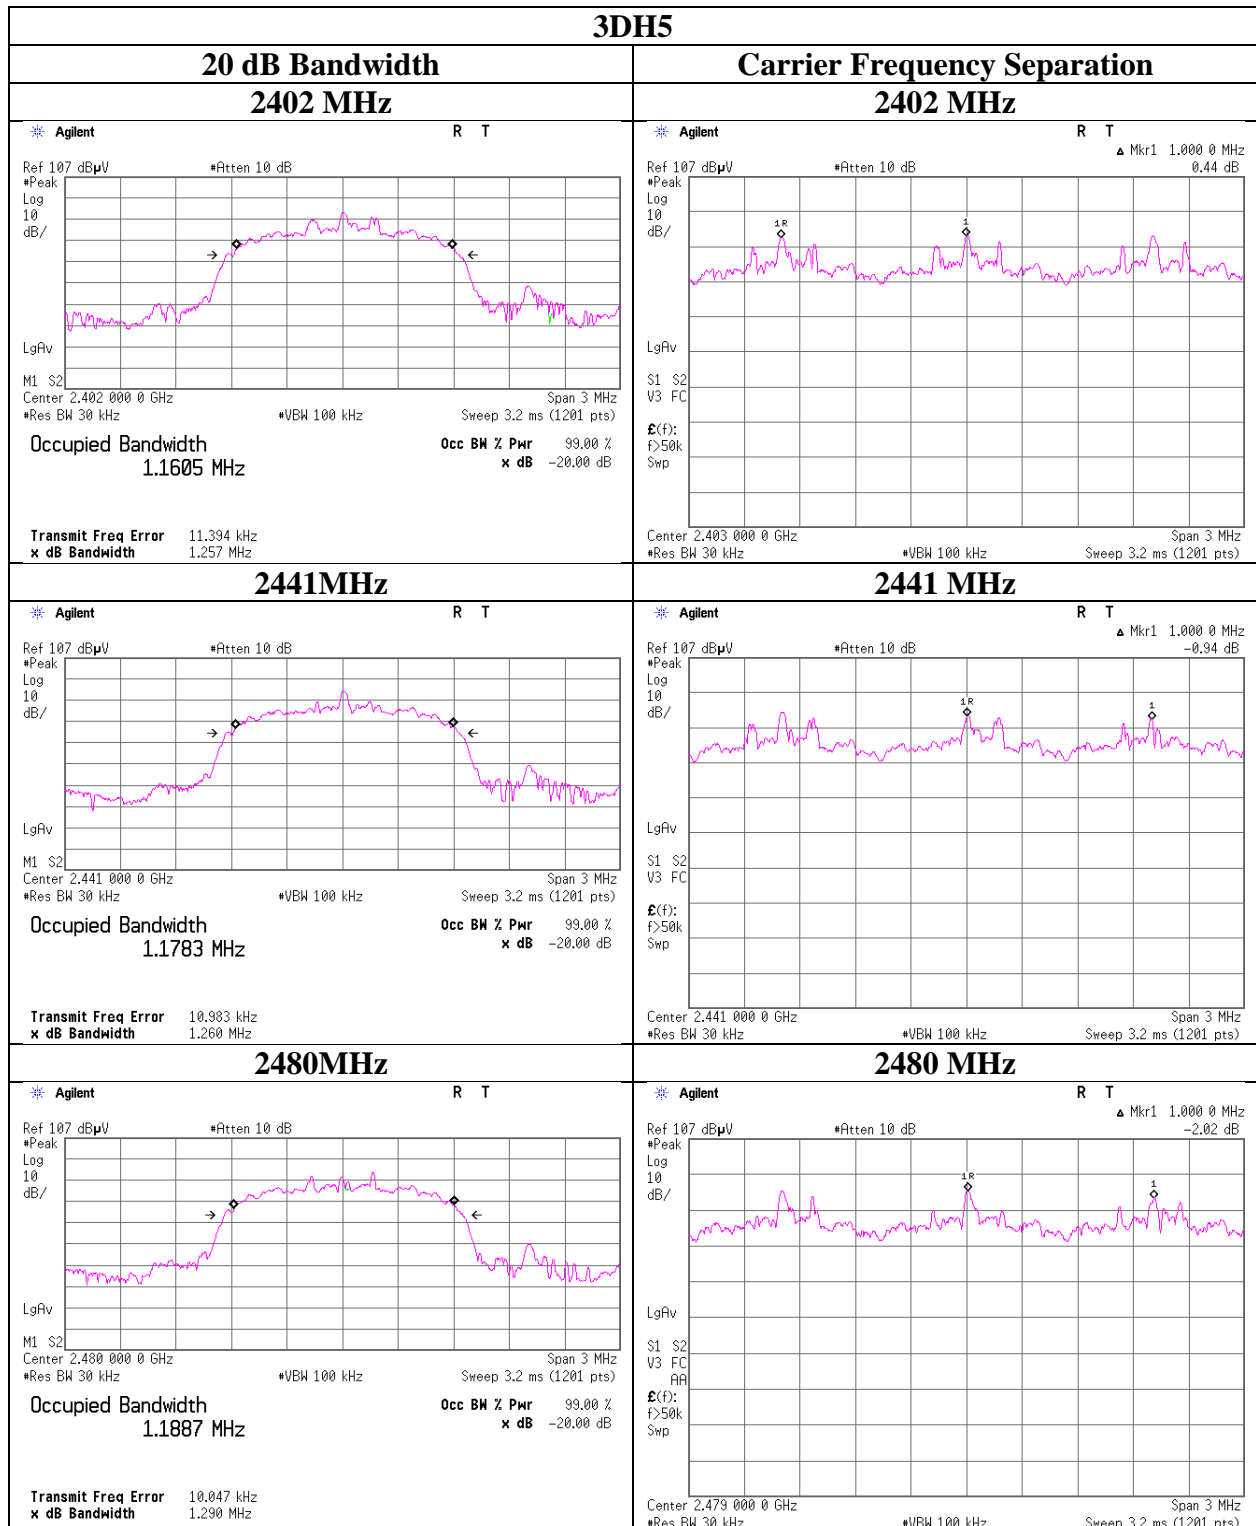 3DH5
20 dB Bandwidth
Carrier Frequency Separation
2402 MHz
2402 MHz
Agilent
R T
Ref 107 dBµV
#Atten 10 dB
#Peak
Log
10
dB/
LgAv
M1 S2
Center 2.402 000 0 GHz
Span 3 MHz
#Res BW 30 kHz
#VBW 100 kHz
Sweep 3.2 ms (1201 pts)
Occupied Bandwidth
1.1605 MHz
Occ BW % Pwr 99.00 %
x dB -20.00 dB
Transmit Freq Error 11.394 kHz
x dB Bandwidth 1.257 MHz
Agilent
R T
Δ Mkr1 1.000 0 MHz
Ref 107 dBµV
#Atten 10 dB
0.44 dB
#Peak
Log
10
dB/
1R
1
LgAv
S1 S2
V3 FC
£(f):
f>50k
Swp
Center 2.403 000 0 GHz
Span 3 MHz
#Res BW 30 kHz
#VBW 100 kHz
Sweep 3.2 ms (1201 pts)
2441MHz
2441 MHz
Agilent
R T
Ref 107 dBµV
#Atten 10 dB
#Peak
Log
10
dB/
LgAv
M1 S2
Center 2.441 000 0 GHz
Span 3 MHz
#Res BW 30 kHz
#VBW 100 kHz
Sweep 3.2 ms (1201 pts)
Occupied Bandwidth
1.1783 MHz
Occ BW % Pwr 99.00 %
x dB -20.00 dB
Transmit Freq Error 10.983 kHz
x dB Bandwidth 1.260 MHz
Agilent
R T
Δ Mkr1 1.000 0 MHz
Ref 107 dBµV
#Atten 10 dB
-0.94 dB
#Peak
Log
10
dB/
1R
1
LgAv
S1 S2
V3 FC
£(f):
f>50k
Swp
Center 2.441 000 0 GHz
Span 3 MHz
#Res BW 30 kHz
#VBW 100 kHz
Sweep 3.2 ms (1201 pts)
2480MHz
2480 MHz
Agilent
R T
Ref 107 dBµV
#Atten 10 dB
#Peak
Log
10
dB/
LgAv
M1 S2
Center 2.480 000 0 GHz
Span 3 MHz
#Res BW 30 kHz
#VBW 100 kHz
Sweep 3.2 ms (1201 pts)
Occupied Bandwidth
1.1887 MHz
Occ BW % Pwr 99.00 %
x dB -20.00 dB
Transmit Freq Error 10.047 kHz
x dB Bandwidth 1.290 MHz
Agilent
R T
Δ Mkr1 1.000 0 MHz
Ref 107 dBµV
#Atten 10 dB
-2.02 dB
#Peak
Log
10
dB/
1R
1
LgAv
S1 S2
V3 FC
AA
£(f):
f>50k
Swp
Center 2.479 000 0 GHz
Span 3 MHz
#Res BW 30 kHz
#VBW 100 kHz
Sweep 3.2 ms (1201 pts)